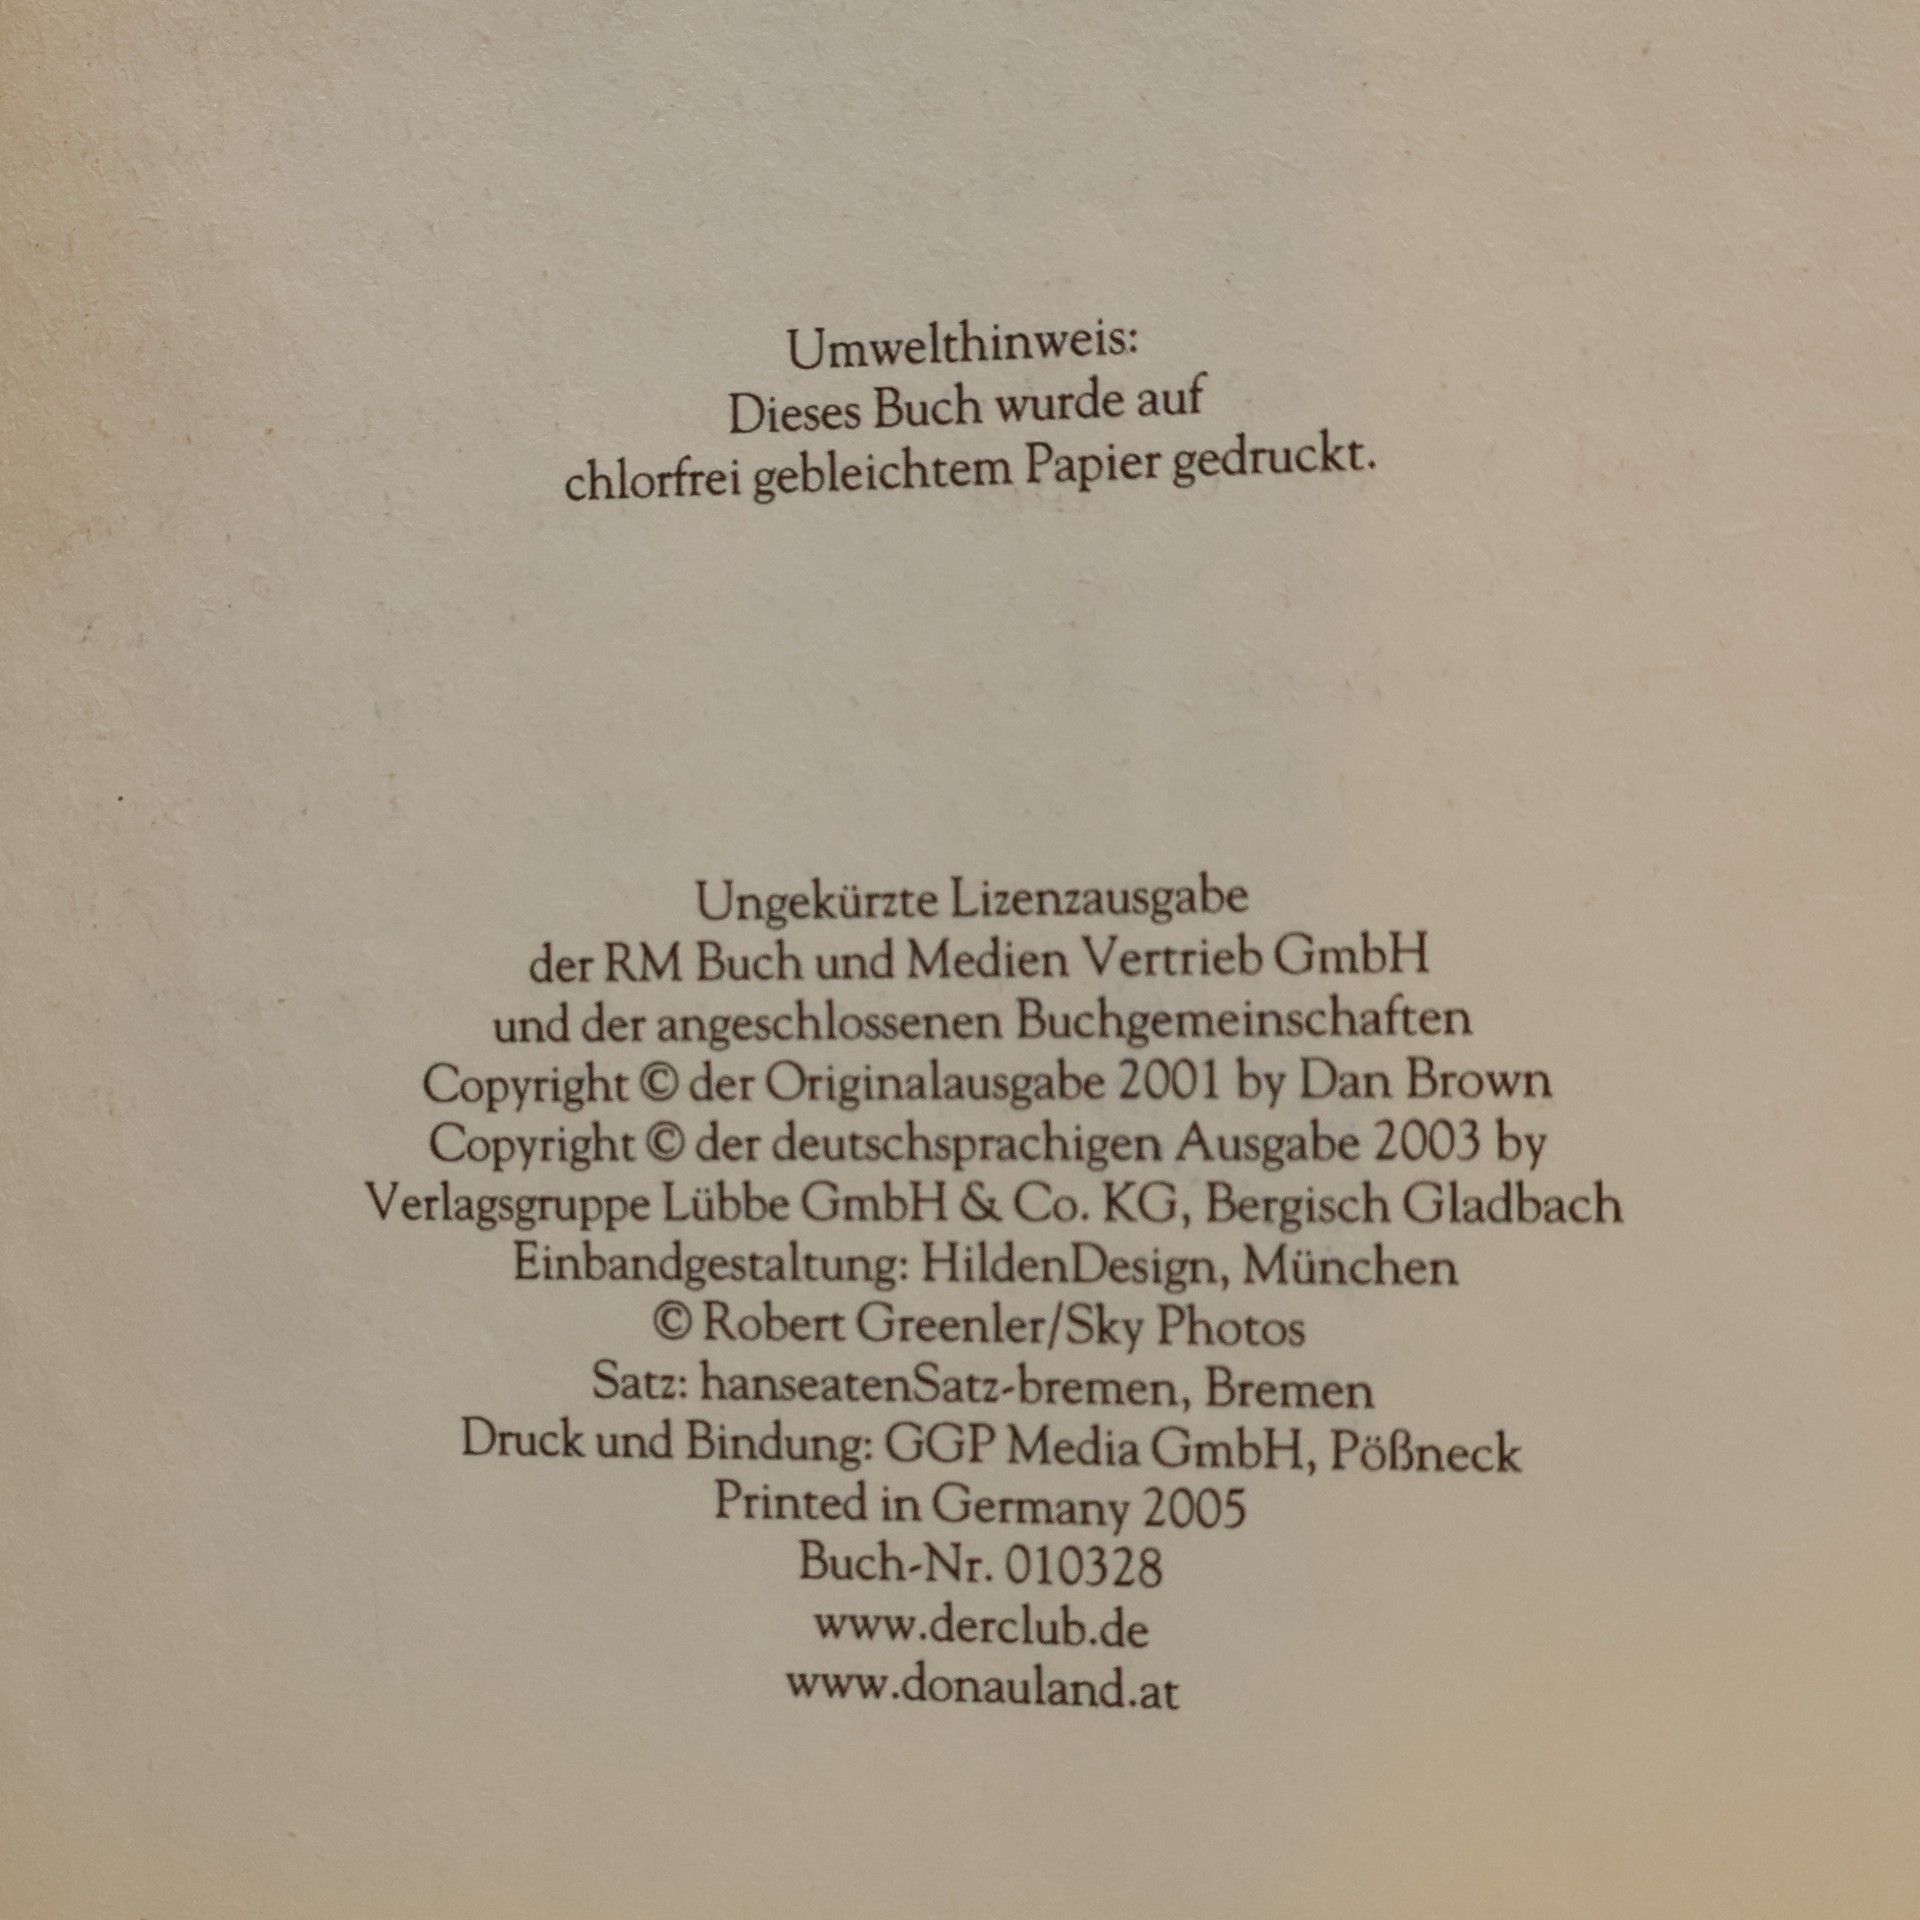 Umwelthinweis:
Dieses Buch wurde auf
chlorfrei gebleichtem Papier gedruckt.
Ungekürzte Lizenzausgabe
der RM Buch und Medien Vertrieb GmbH
und der angeschlossenen Buchgemeinschaften
Copyright © der Originalausgabe 2001 by Dan Brown
Copyright © der deutschsprachigen Ausgabe 2003 by
Verlagsgruppe Lübbe GmbH & Co. KG, Bergisch Gladbach
Einbandgestaltung: HildenDesign, München
© Robert Greenler/Sky Photos
Satz: hanseatenSatz-bremen, Bremen
Druck und Bindung: GGP Media GmbH, Pößneck
Printed in Germany 2005
Buch-Nr. 010328
www.derclub.de
www.donauland.at